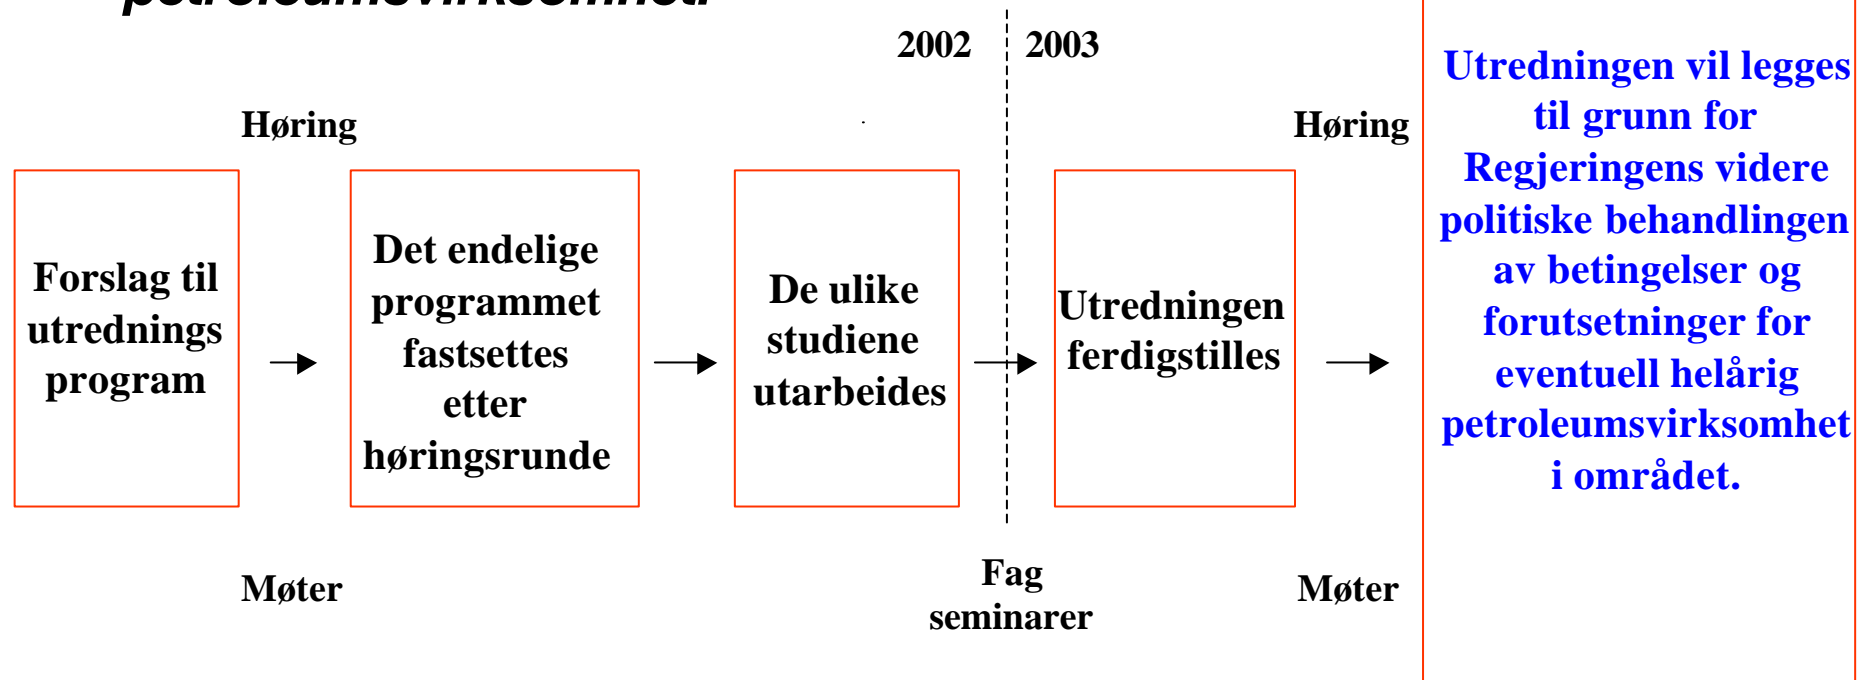 petroleumsvirksomhet.
2002
2003
Høring
Høring
Forslag til
utrednings
program
Det endelige
programmet
fastsettes
etter
høringsrunde
De ulike
studiene
utarbeides
Utredningen
ferdigstilles
Utredningen vil legges
til grunn for
Regjeringens videre
politiske behandlingen
av betingelser og
forutsetninger for
eventuell helårig
petroleumsvirksomhet
i området.
Møter
Fag
seminarer
Møter